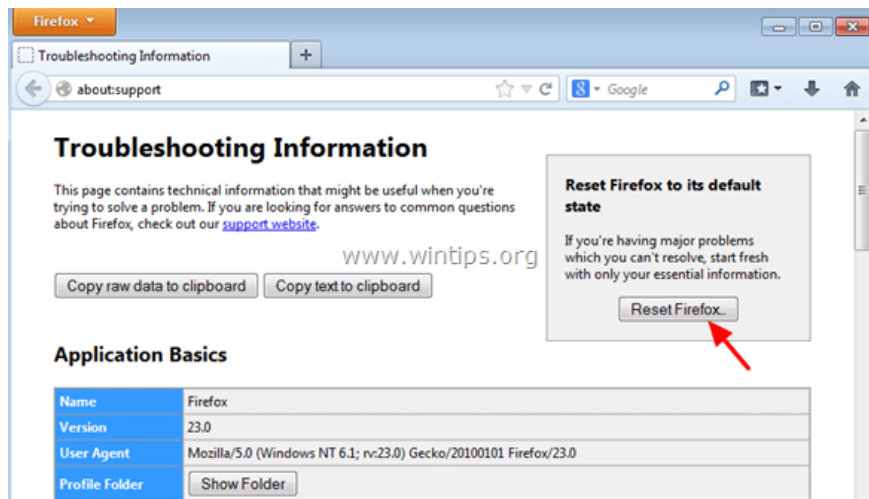 Firefox
Troubleshooting Information
about:support
Google
Troubleshooting Information
This page contains technical information that might be useful when you're
trying to solve a problem. If you are looking for answers to common questions
about Firefox, check out our support website.
Copy raw data to clipboard Copy text to clipboard
Reset Firefox to its default
state
If you're having major problems
which you can't resolve, start fresh
with only your essential information.
Reset Firefox..
www.wintips.org
Application Basics
Name Firefox
Version 23.0
User Agent Mozilla/5.0 (Windows NT 6.1; rv:23.0) Gecko/20100101 Firefox/23.0
Profile Folder Show Folder